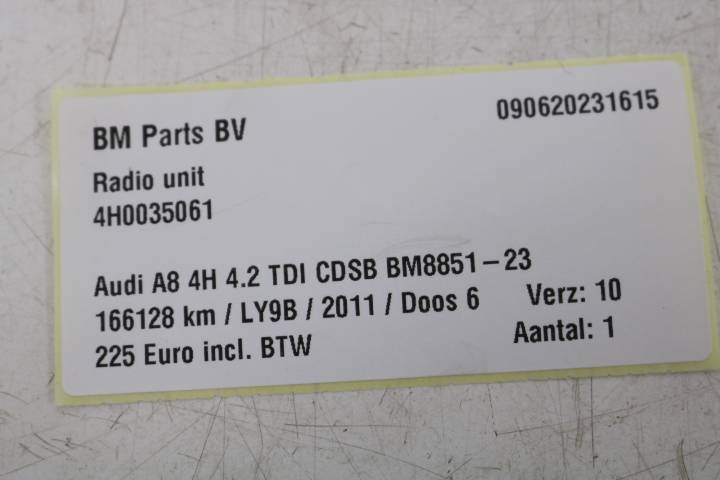 BM Parts BV 090620231615
Radio unit
4H0035061
Audi A8 4H 4.2 TDI CDSB BM8851-23
166128 km / LY9B / 2011 / Doos 6 Verz: 10
225 Euro incl. BTW Aantal: 1